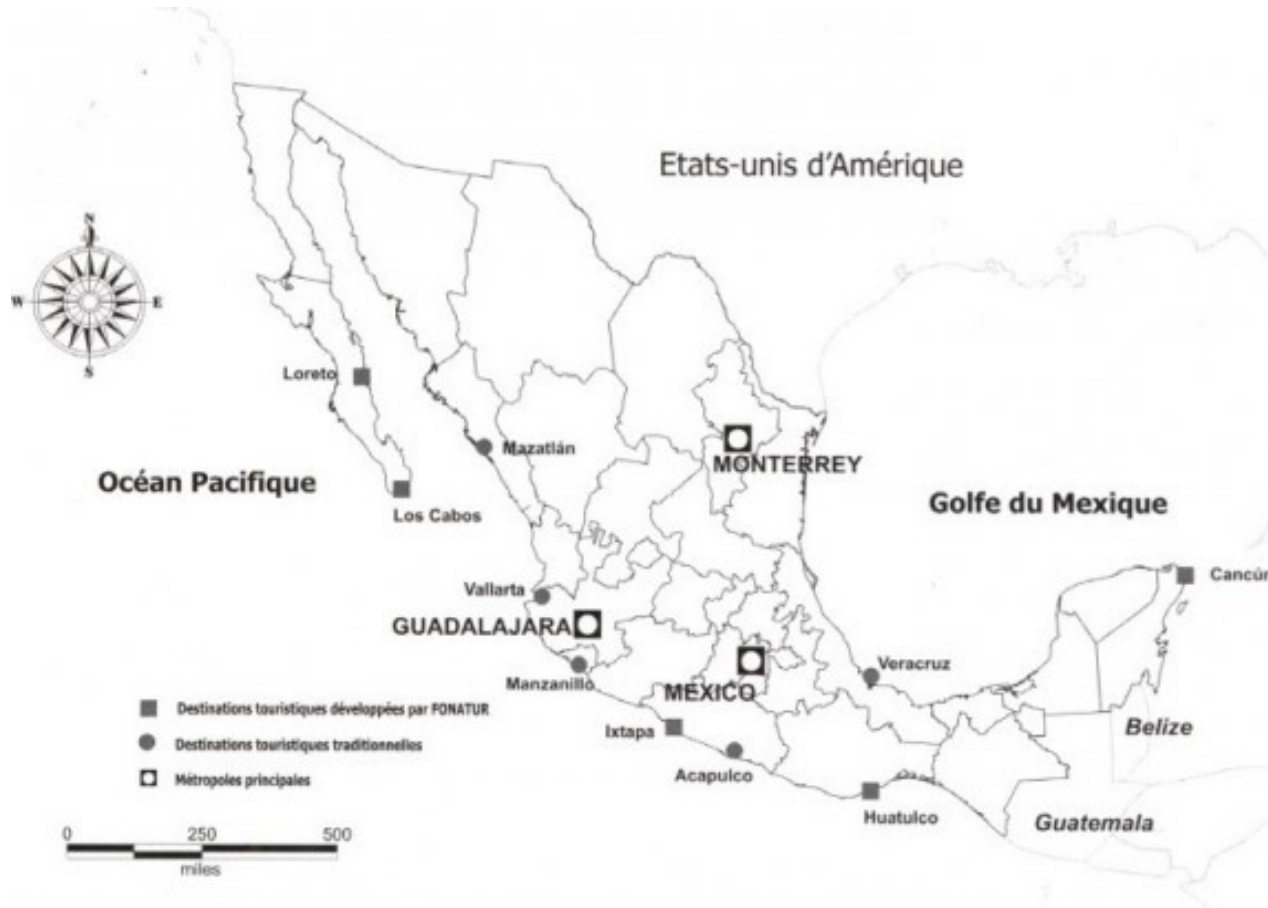 Etats-unis d'Amérique
N
W
E
S
Loreto
Mazatlán
MONTERREY
Océan Pacifique
Los Cabos
Golfe du Mexique
Cancún
Vallarta
GUADALAJARA
Manzanillo
Veracruz
MEXICO
Destinations touristiques développées par FONATUR
Ixtapa
Belize
Destinations touristiques traditionnelles
Acapulco
Métropoles principales
Huatulco
Guatemala
0 250 500
miles